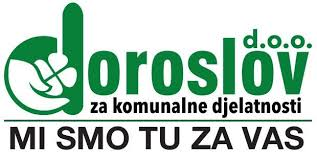 d.o.o.
doroslov
za komunalne djelatnosti
MI SMO TU ZA VAS